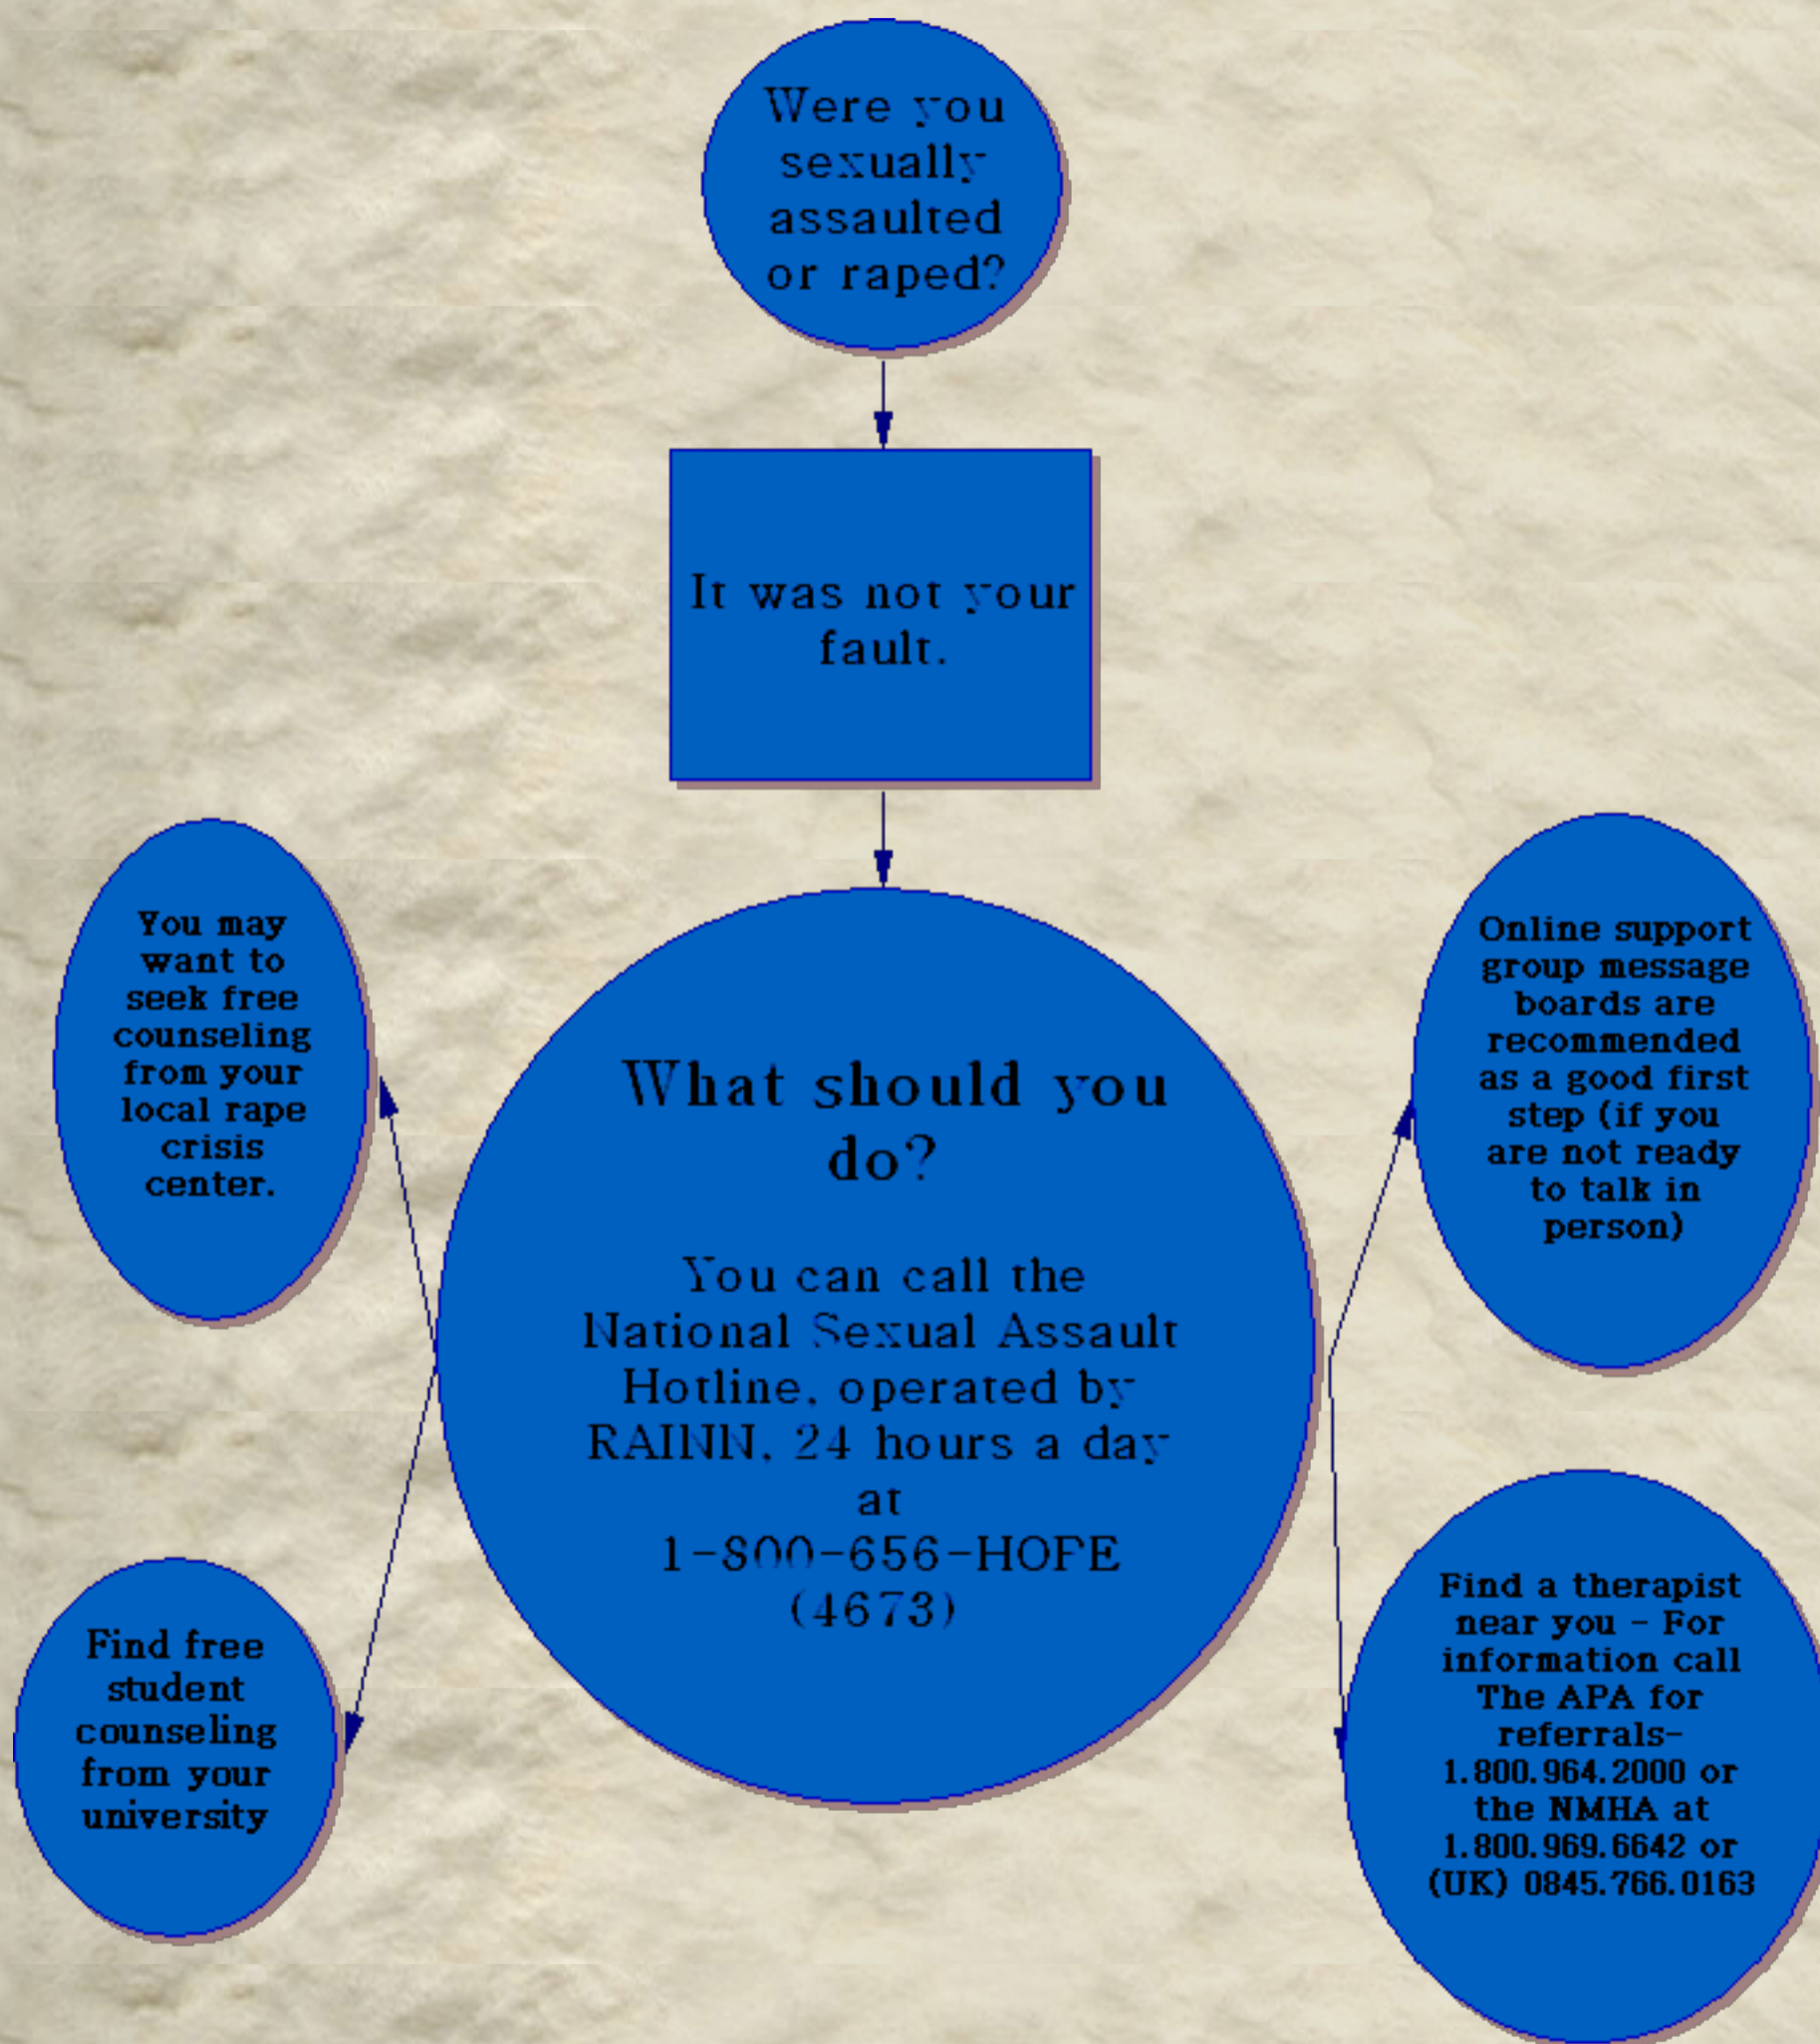 Were you
sexually
assaulted
or raped?
It was not your
fault.
What should you
do?
You can call the
National Sexual Assault
Hotline, operated by
RAINN, 24 hours a day
at
1-800-656-HOPE
(4673)
You may
want to
seek free
counseling
from your
local rape
crisis
center.
Find free
student
counseling
from your
university
Online support
group message
boards are
recommended
as a good first
step (if you
are not ready
to talk in
person)
Find a therapist
near you - For
information call
The APA for
referrals-
1.800.964.2000 or
the NMHA at
1.800.969.6642 or
(UK) 0845.766.0163